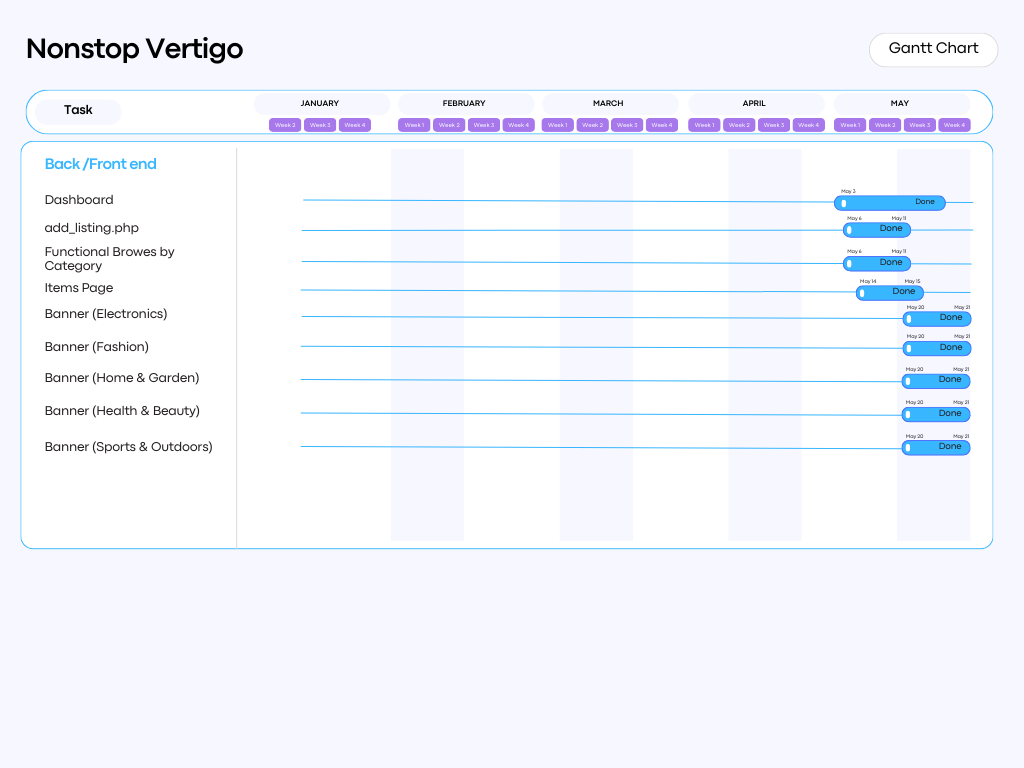 Nonstop Vertigo
Gantt Chart
Task
JANUARY FEBRUARY MARCH APRIL MAY
Week 2 Week 3 Week 4 Week 1 Week 2 Week 3 Week 4 Week 1 Week 2 Week 3 Week 4 Week 1 Week 2 Week 3 Week 4 Week 1 Week 2 Week 3 Week 4
Back /Front end
May 3
Dashboard Done
May 6 May 11
add_listing.php Done
Functional Browes by
Category
May 6 May 11
Done
May 14 May 15
Items Page Done
May 20 May 21
Banner (Electronics) Done
May 20 May 21
Banner (Fashion) Done
May 20 May 21
Banner (Home & Garden) Done
May 20 May 21
Banner (Health & Beauty) Done
May 20 May 21
Banner (Sports & Outdoors) Done